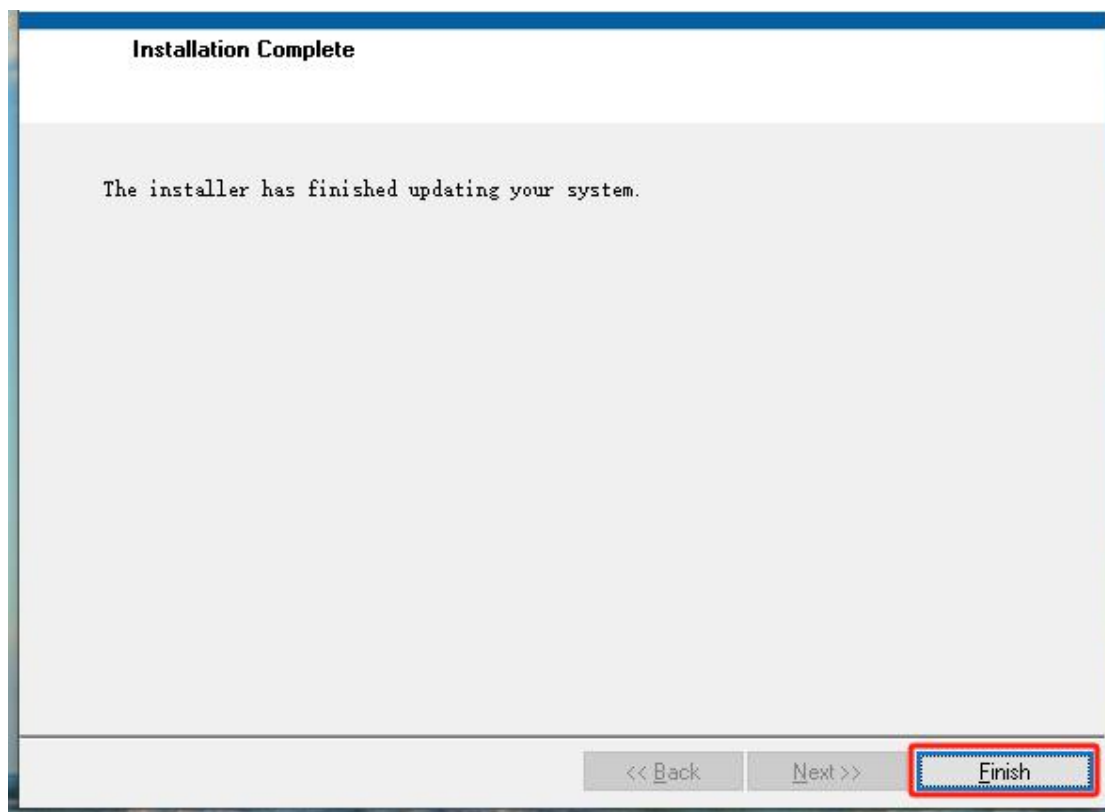 Installation Complete
The installer has finished updating your system.
<< Back Next >> Finish